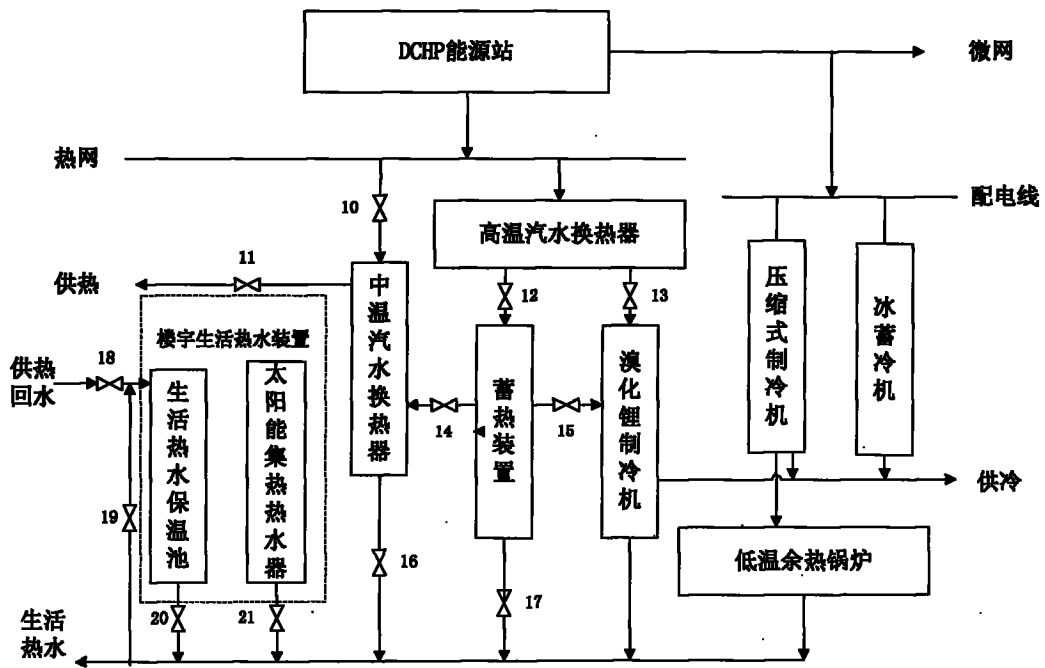 DCHP能源站
微网
热网
配电线
10
高温汽水换热器
11
供热
中温汽水换热器
12
13
压缩式制冷机
冰蓄冷机
楼宇生活热水装置
18
供热
回水
生活热水保温池
太阳能集热热水器
14
蓄热装置
15
溴化锂制冷机
供冷
19
16
低温余热锅炉
17
20
21
生活
热水